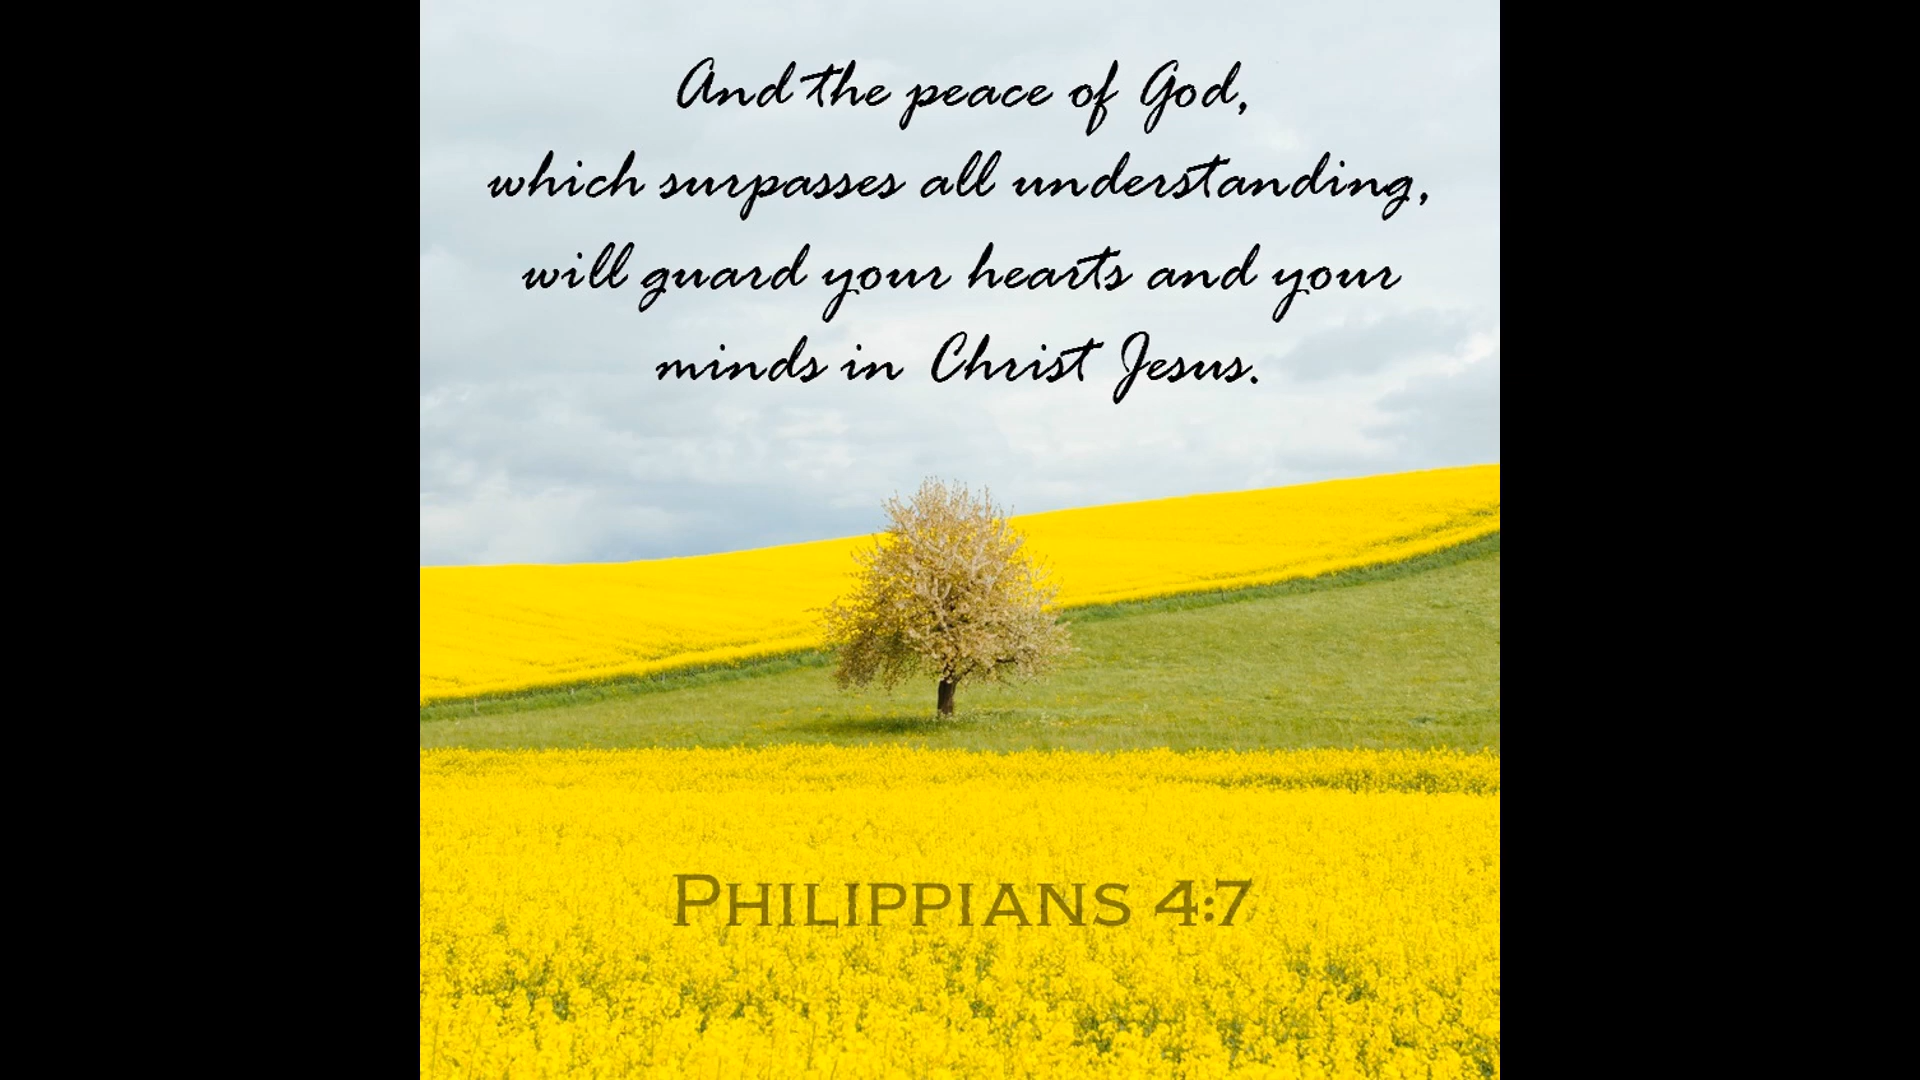 And the peace of God,
which surpasses all understanding,
will guard your hearts and your
minds in Christ Jesus.
Philippians 4:7